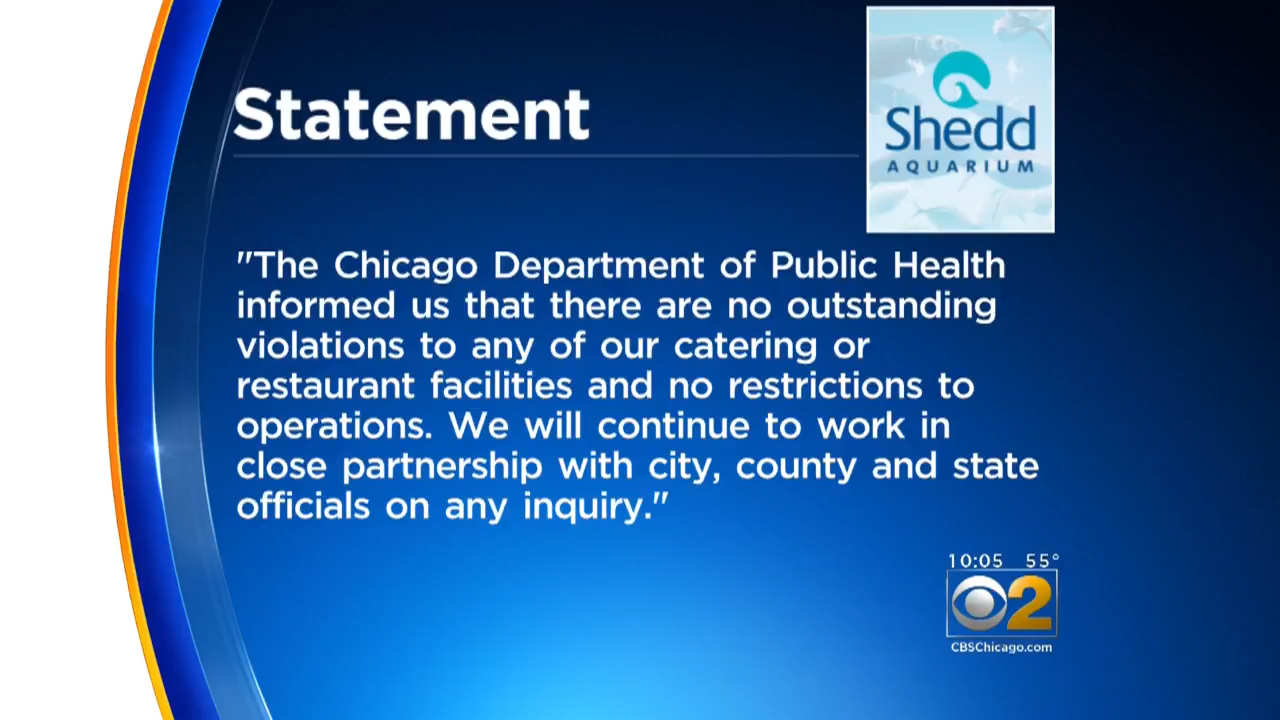 Statement
Shedd
AQUARIUM
"The Chicago Department of Public Health
informed us that there are no outstanding
violations to any of our catering or
restaurant facilities and no restrictions to
operations. We will continue to work in
close partnership with city, county and state
officials on any inquiry."
10:05 55°
2
CBSChicago.com